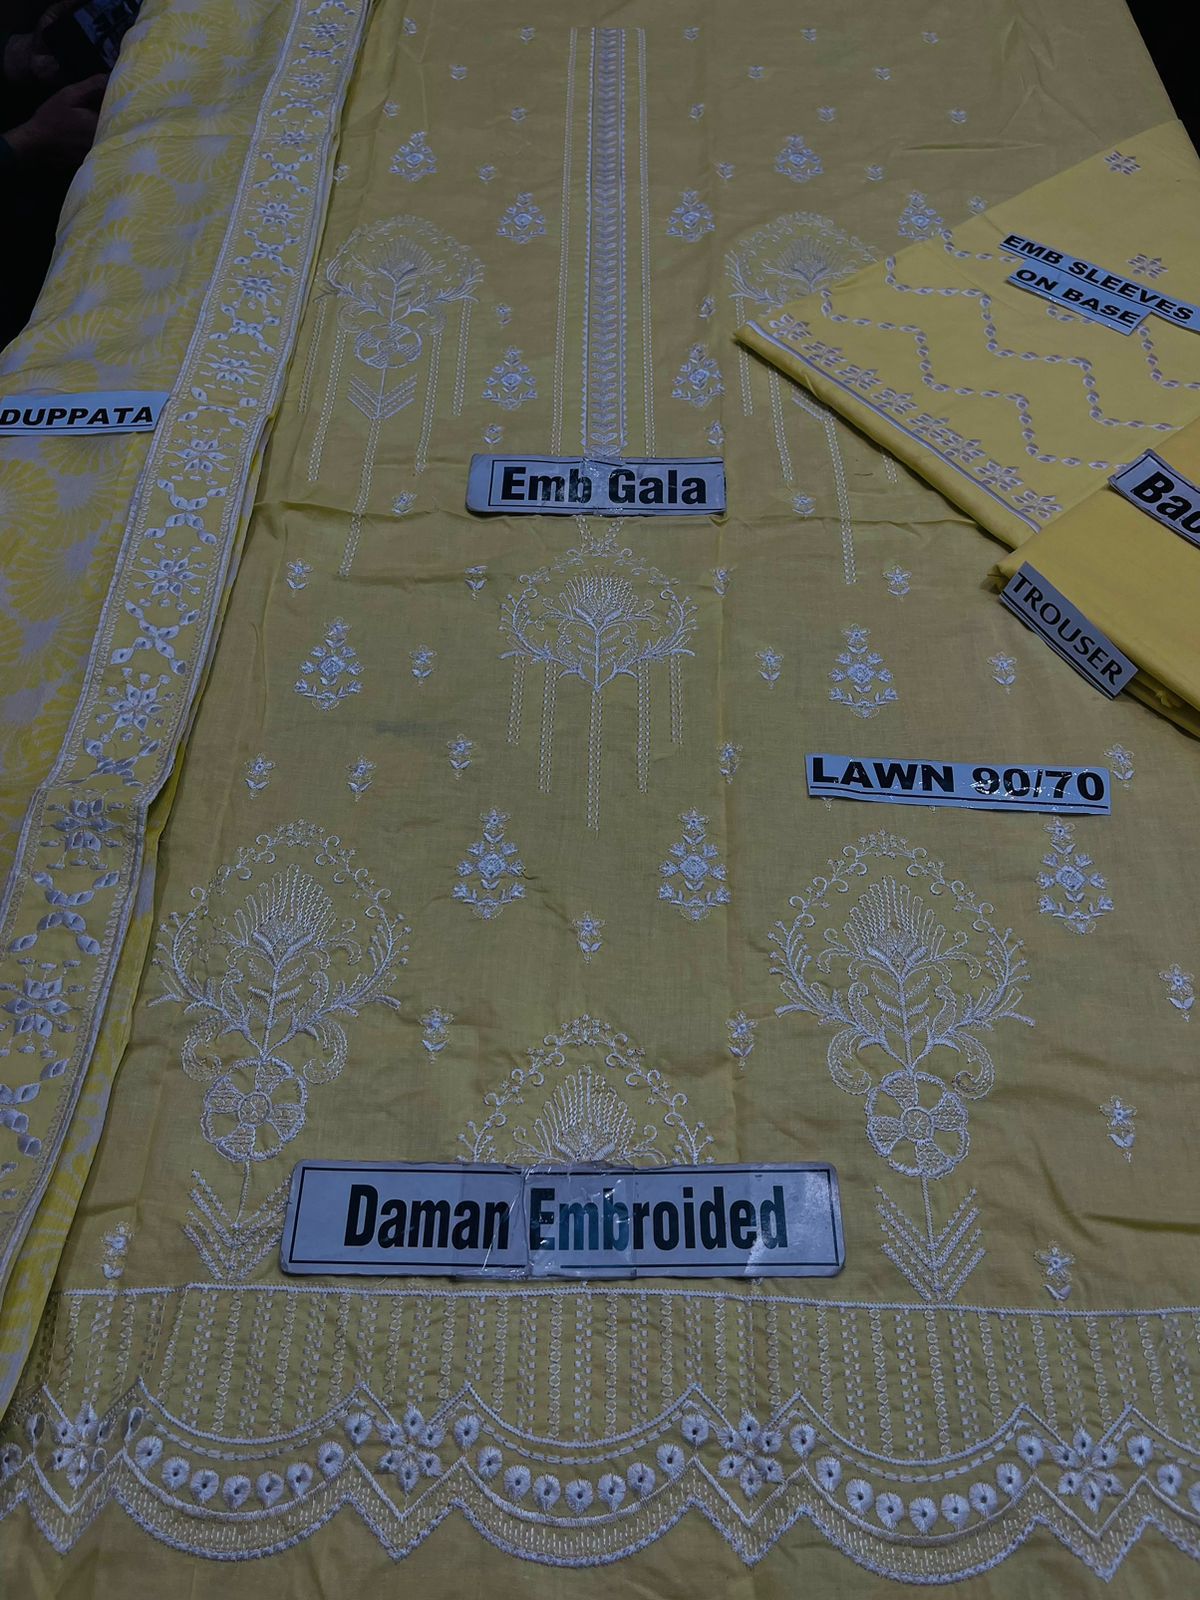 EMB SLEEVES
ON BASE
DUPPATA
Emb Gala
TROUSER
LAWN 90/70
Daman Embroided